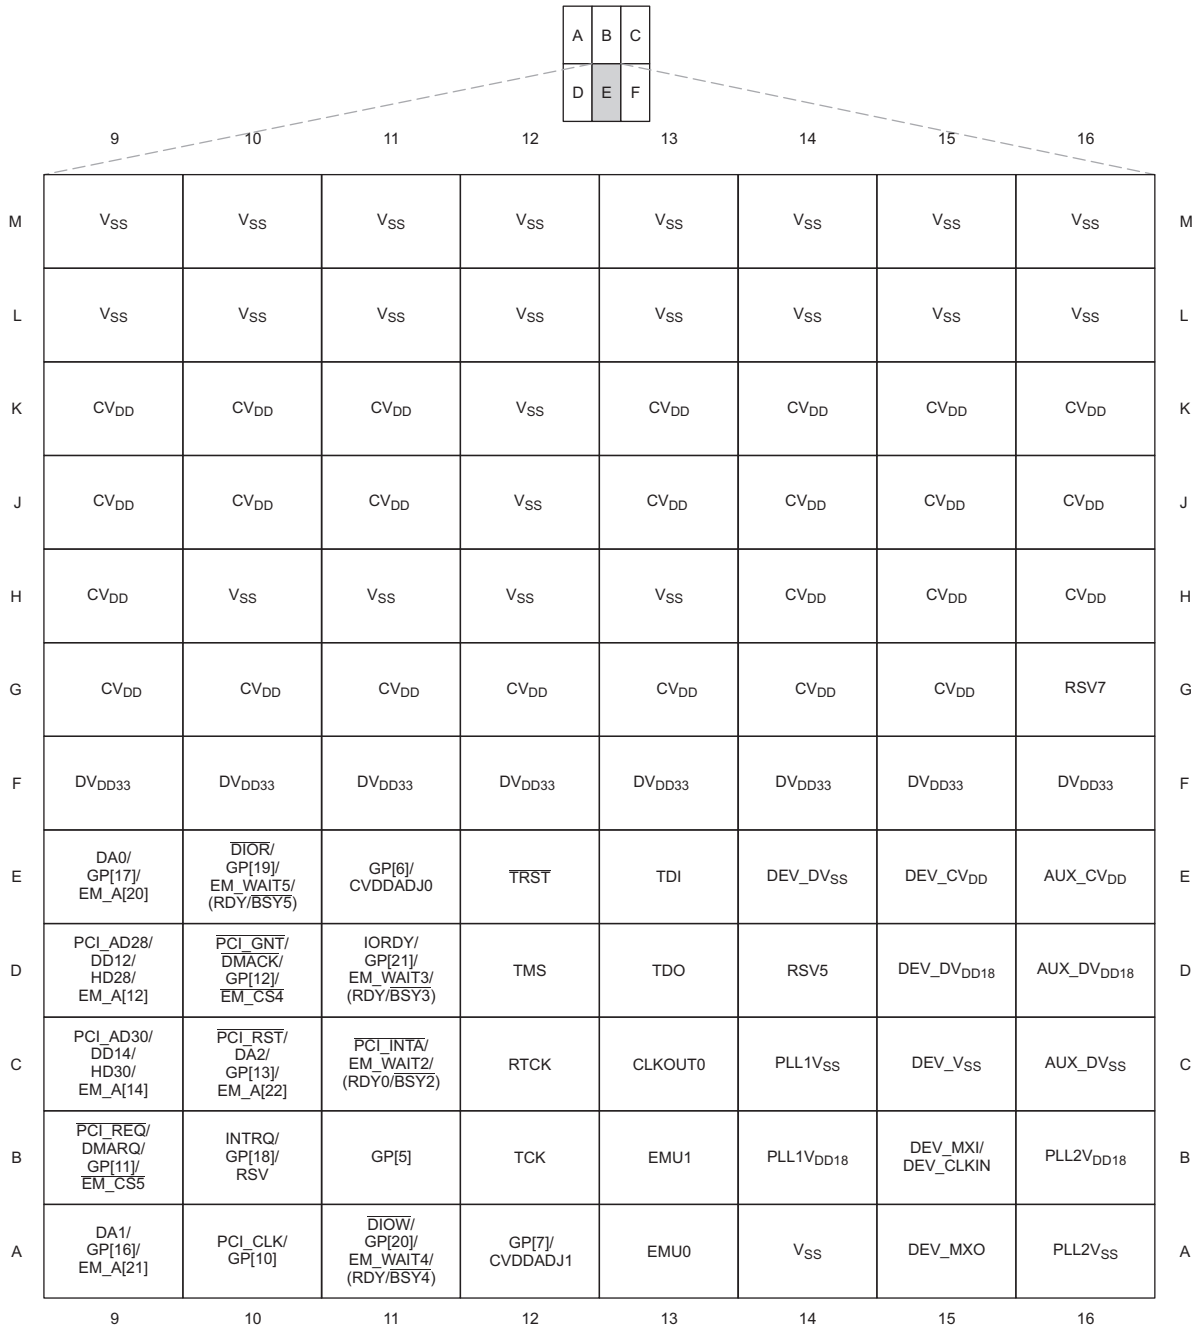 A B C
D E F
9 10 11 12 13 14 15 16
M VSS VSS VSS VSS VSS VSS VSS VSS M
L VSS VSS VSS VSS VSS VSS VSS VSS L
K CVDD CVDD CVDD VSS CVDD CVDD CVDD CVDD K
J CVDD CVDD CVDD VSS CVDD CVDD CVDD CVDD J
H CVDD VSS VSS VSS VSS CVDD CVDD CVDD H
G CVDD CVDD CVDD CVDD CVDD CVDD CVDD RSV7 G
F DVDD33 DVDD33 DVDD33 DVDD33 DVDD33 DVDD33 DVDD33 DVDD33 F
E
DA0/
GP[17]/
EM_A[20]
DIOR/
GP[19]/
EM_WAIT5/
(RDY/BSY5)
GP[6]/
CVDDADJ0
TRST
TDI
DEV_DVSS
DEV_CVDD
AUX_CVDD
E
D
PCI_AD28/
DD12/
HD28/
EM_A[12]
PCI_GNT/
DMACK/
GP[12]/
EM_CS4
IORDY/
GP[21]/
EM_WAIT3/
(RDY/BSY3)
TMS
TDO
RSV5
DEV_DVDD18
AUX_DVDD18
D
C
PCI_AD30/
DD14/
HD30/
EM_A[14]
PCI_RST/
DA2/
GP[13]/
EM_A[22]
PCI_INTA/
EM_WAIT2/
(RDY0/BSY2)
RTCK
CLKOUT0
PLL1VSS
DEV_VSS
AUX_DVSS
C
B
PCI_REQ/
DMARQ/
GP[11]/
EM_CS5
INTRQ/
GP[18]/
RSV
GP[5]
TCK
EMU1
PLL1VDD18
DEV_MXI/
DEV_CLKIN
PLL2VDD18
B
A
DA1/
GP[16]/
EM_A[21]
PCI_CLK/
GP[10]
DIOW/
GP[20]/
EM_WAIT4/
(RDY/BSY4)
GP[7]/
CVDDADJ1
EMU0
VSS
DEV_MXO
PLL2VSS
A
9 10 11 12 13 14 15 16